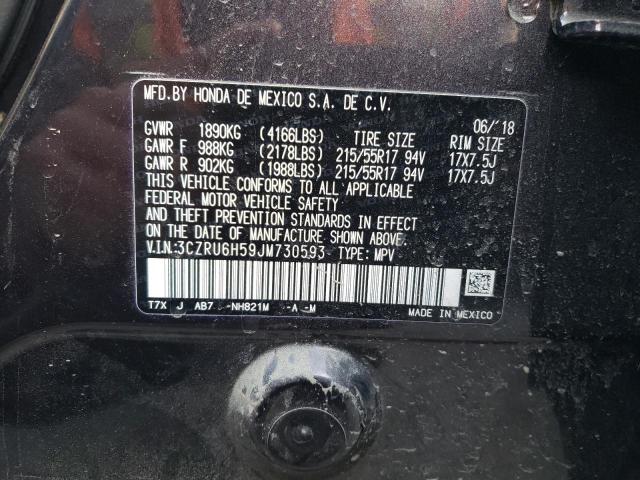 MFD.BY HONDA DE MEXICO S.A. DE C.V.
06/'18
GVWR 1890KG (4166LBS) TIRE SIZE RIM SIZE
GAWR F 988KG (2178LBS) 215/55R17 94V 17X7.5J
GAWR R 902KG (1988LBS) 215/55R17 94V 17X7.5J
THIS VEHICLE CONFORMS TO ALL APPLICABLE
FEDERAL MOTOR VEHICLE SAFETY
AND THEFT PREVENTION STANDARDS IN EFFECT
ON THE DATE OF MANUFACTURE SHOWN ABOVE.
V.I.N:3CZRU6H59JM730593 TYPE: MPV
T7X J AB7 -NH821M -A -M
MADE IN MEXICO